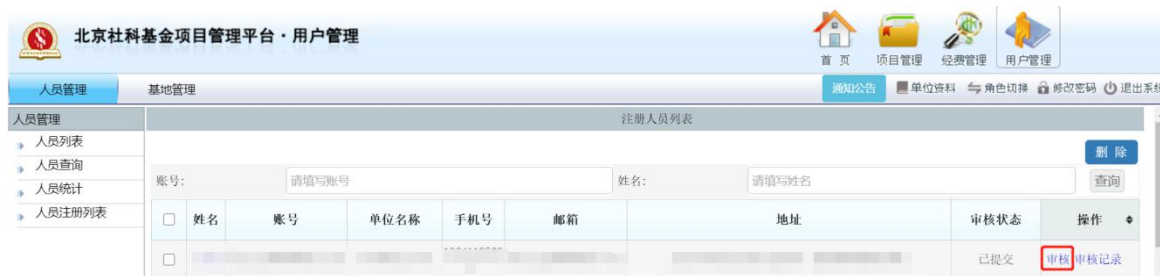 北京社科基金项目管理平台·用户管理
首 页 项目管理 经费管理 用户管理
人员管理 基地管理 通知公告 单位资料 角色切换 修改密码 退出系统
人员管理 注册人员列表
人员列表
删 除
人员查询
账号: 请填写账号 姓名: 请填写姓名 查询
人员统计
人员注册列表
姓名 账号 单位名称 手机号 邮箱 地址 审核状态 操作
已提交 审核 审核记录